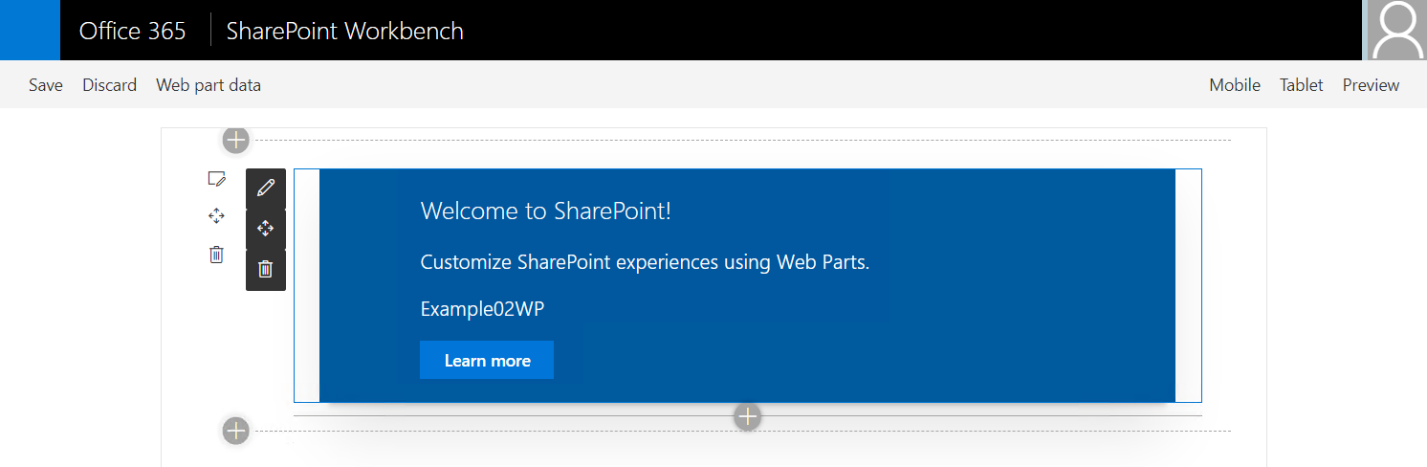 Office 365 SharePoint Workbench
Save Discard Web part data Mobile Tablet Preview
Welcome to SharePoint!
Customize SharePoint experiences using Web Parts.
Example02WP
Learn more